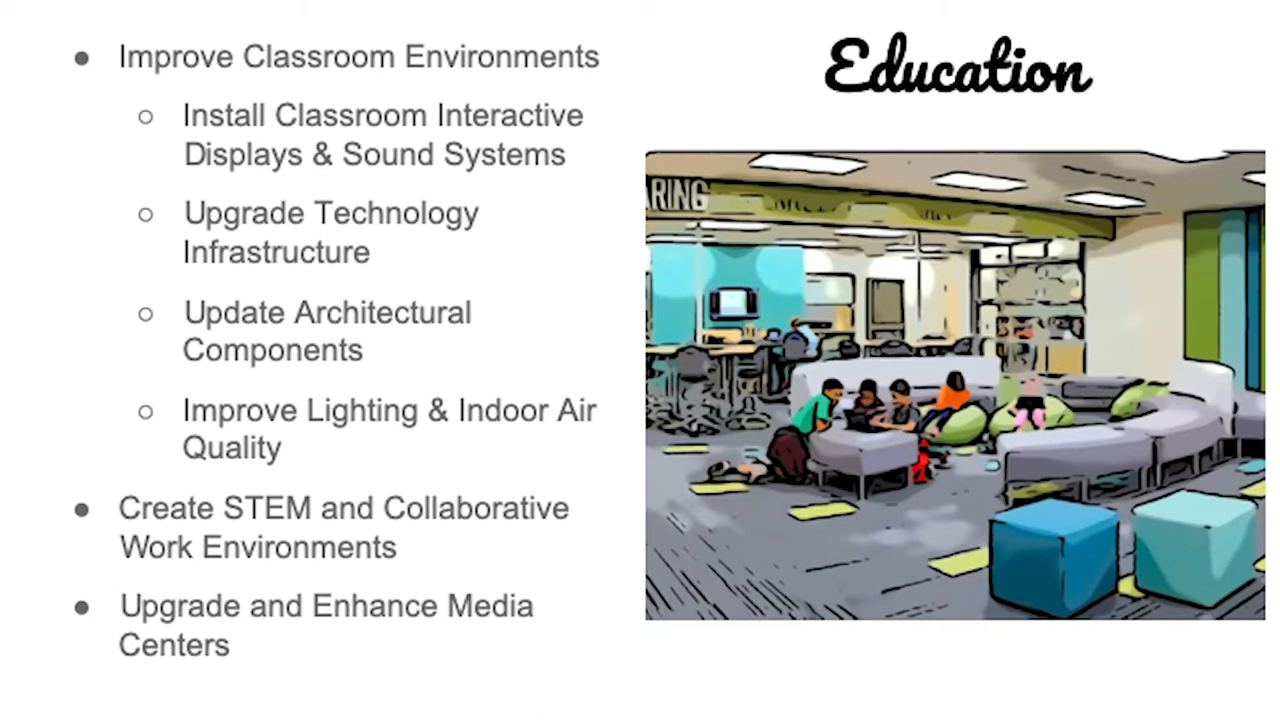 Education
● Improve Classroom Environments
○ Install Classroom Interactive
Displays & Sound Systems
○ Upgrade Technology
Infrastructure
○ Update Architectural
Components
○ Improve Lighting & Indoor Air
Quality
● Create STEM and Collaborative
Work Environments
● Upgrade and Enhance Media
Centers
ARING